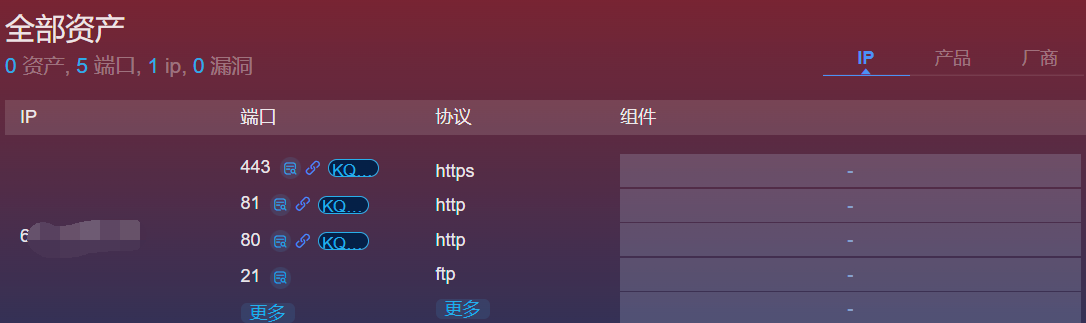 全部资产
0 资产, 5 端口, 1 ip, 0 漏洞
IP 产品 厂商
IP 端口 协议 组件
443 KQ... https -
81 KQ... http -
6
80 KQ... http -
21 ftp -
更多 更多 -